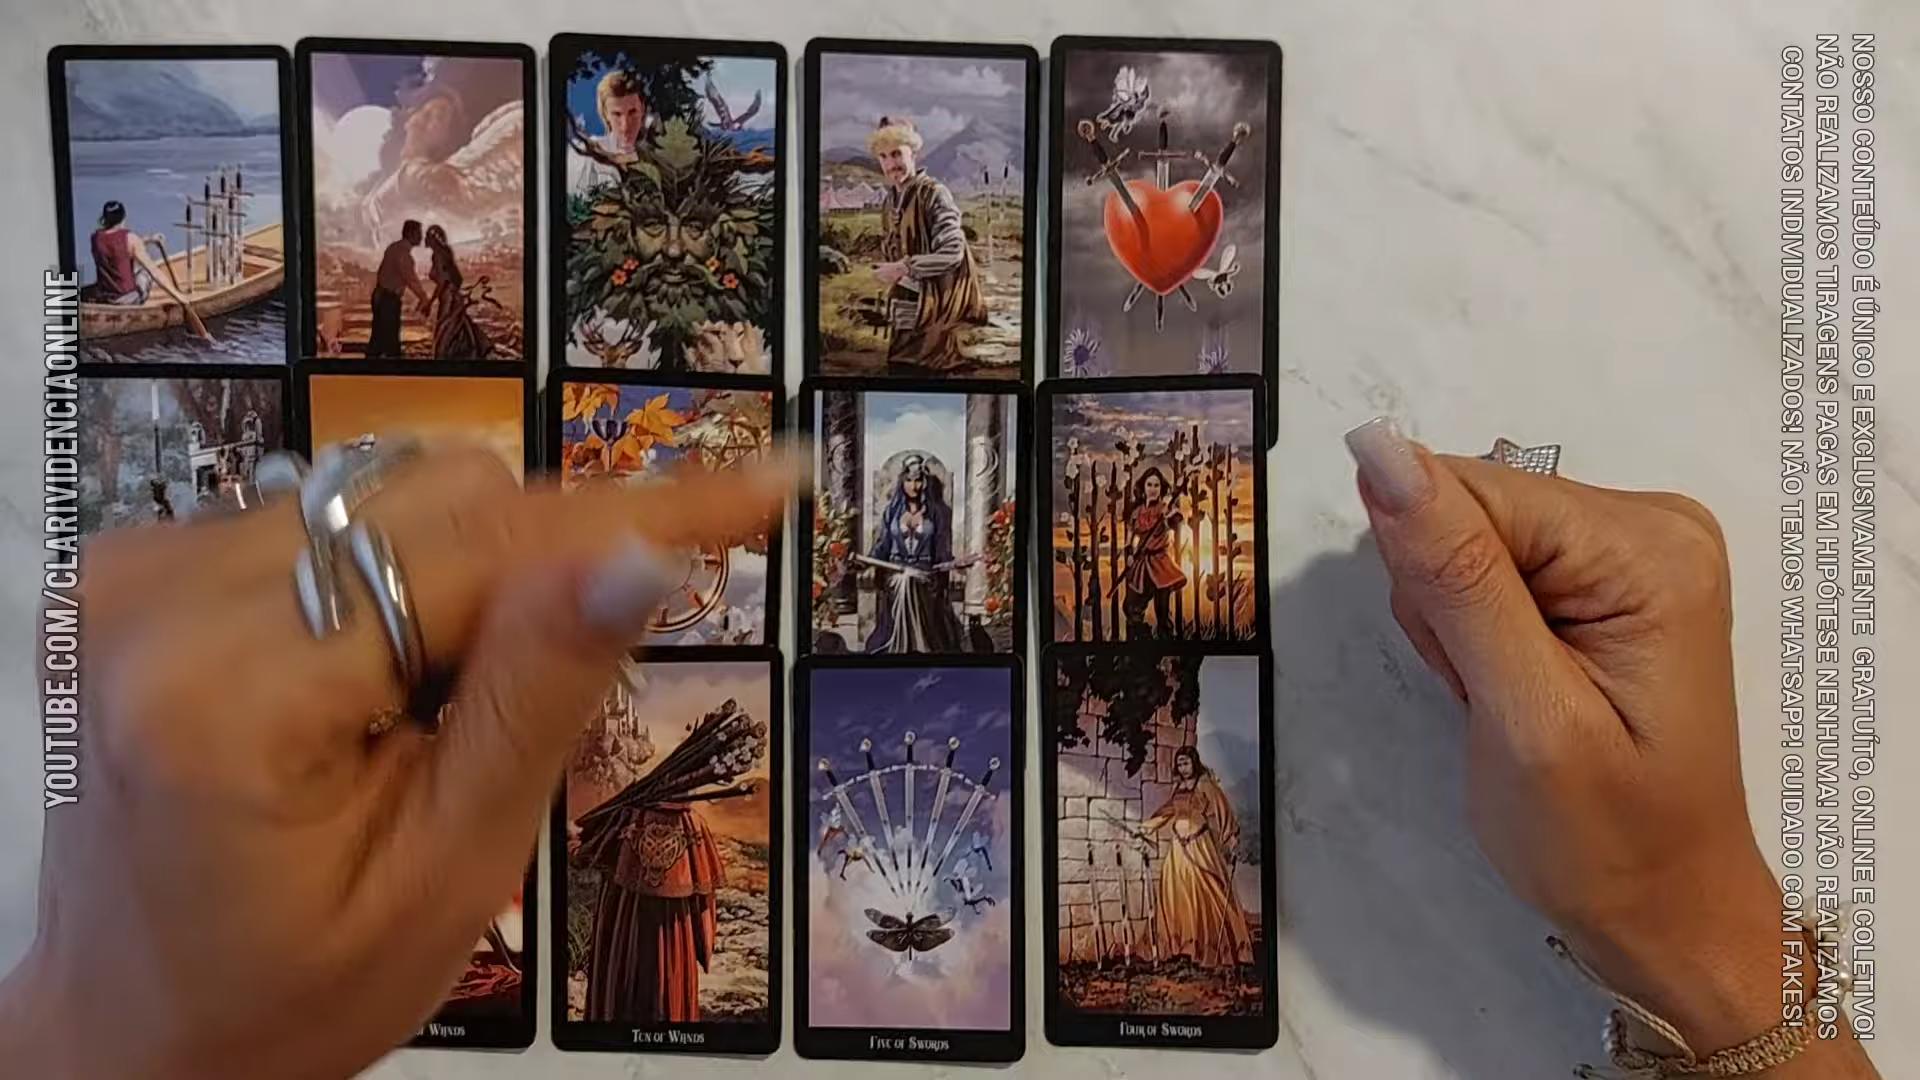 YOUTUBE.COM/CLARIVIDENCIAONLINE
NOSSO CONTEÚDO É ÚNICO E EXCLUSIVAMENTE GRATUÍTO, ONLINE E COLETIVO!
NÃO REALIZAMOS TIRAGENS PAGAS EM HIPÓTESE NENHUMA! NÃO REALIZAMOS
CONTATOS INDIVIDUALIZADOS! NÃO TEMOS WHATSAPP! CUIDADO COM FAKES!
OF WANDS
TEN OF WANDS
FIVE OF SWORDS
FOUR OF SWORDS